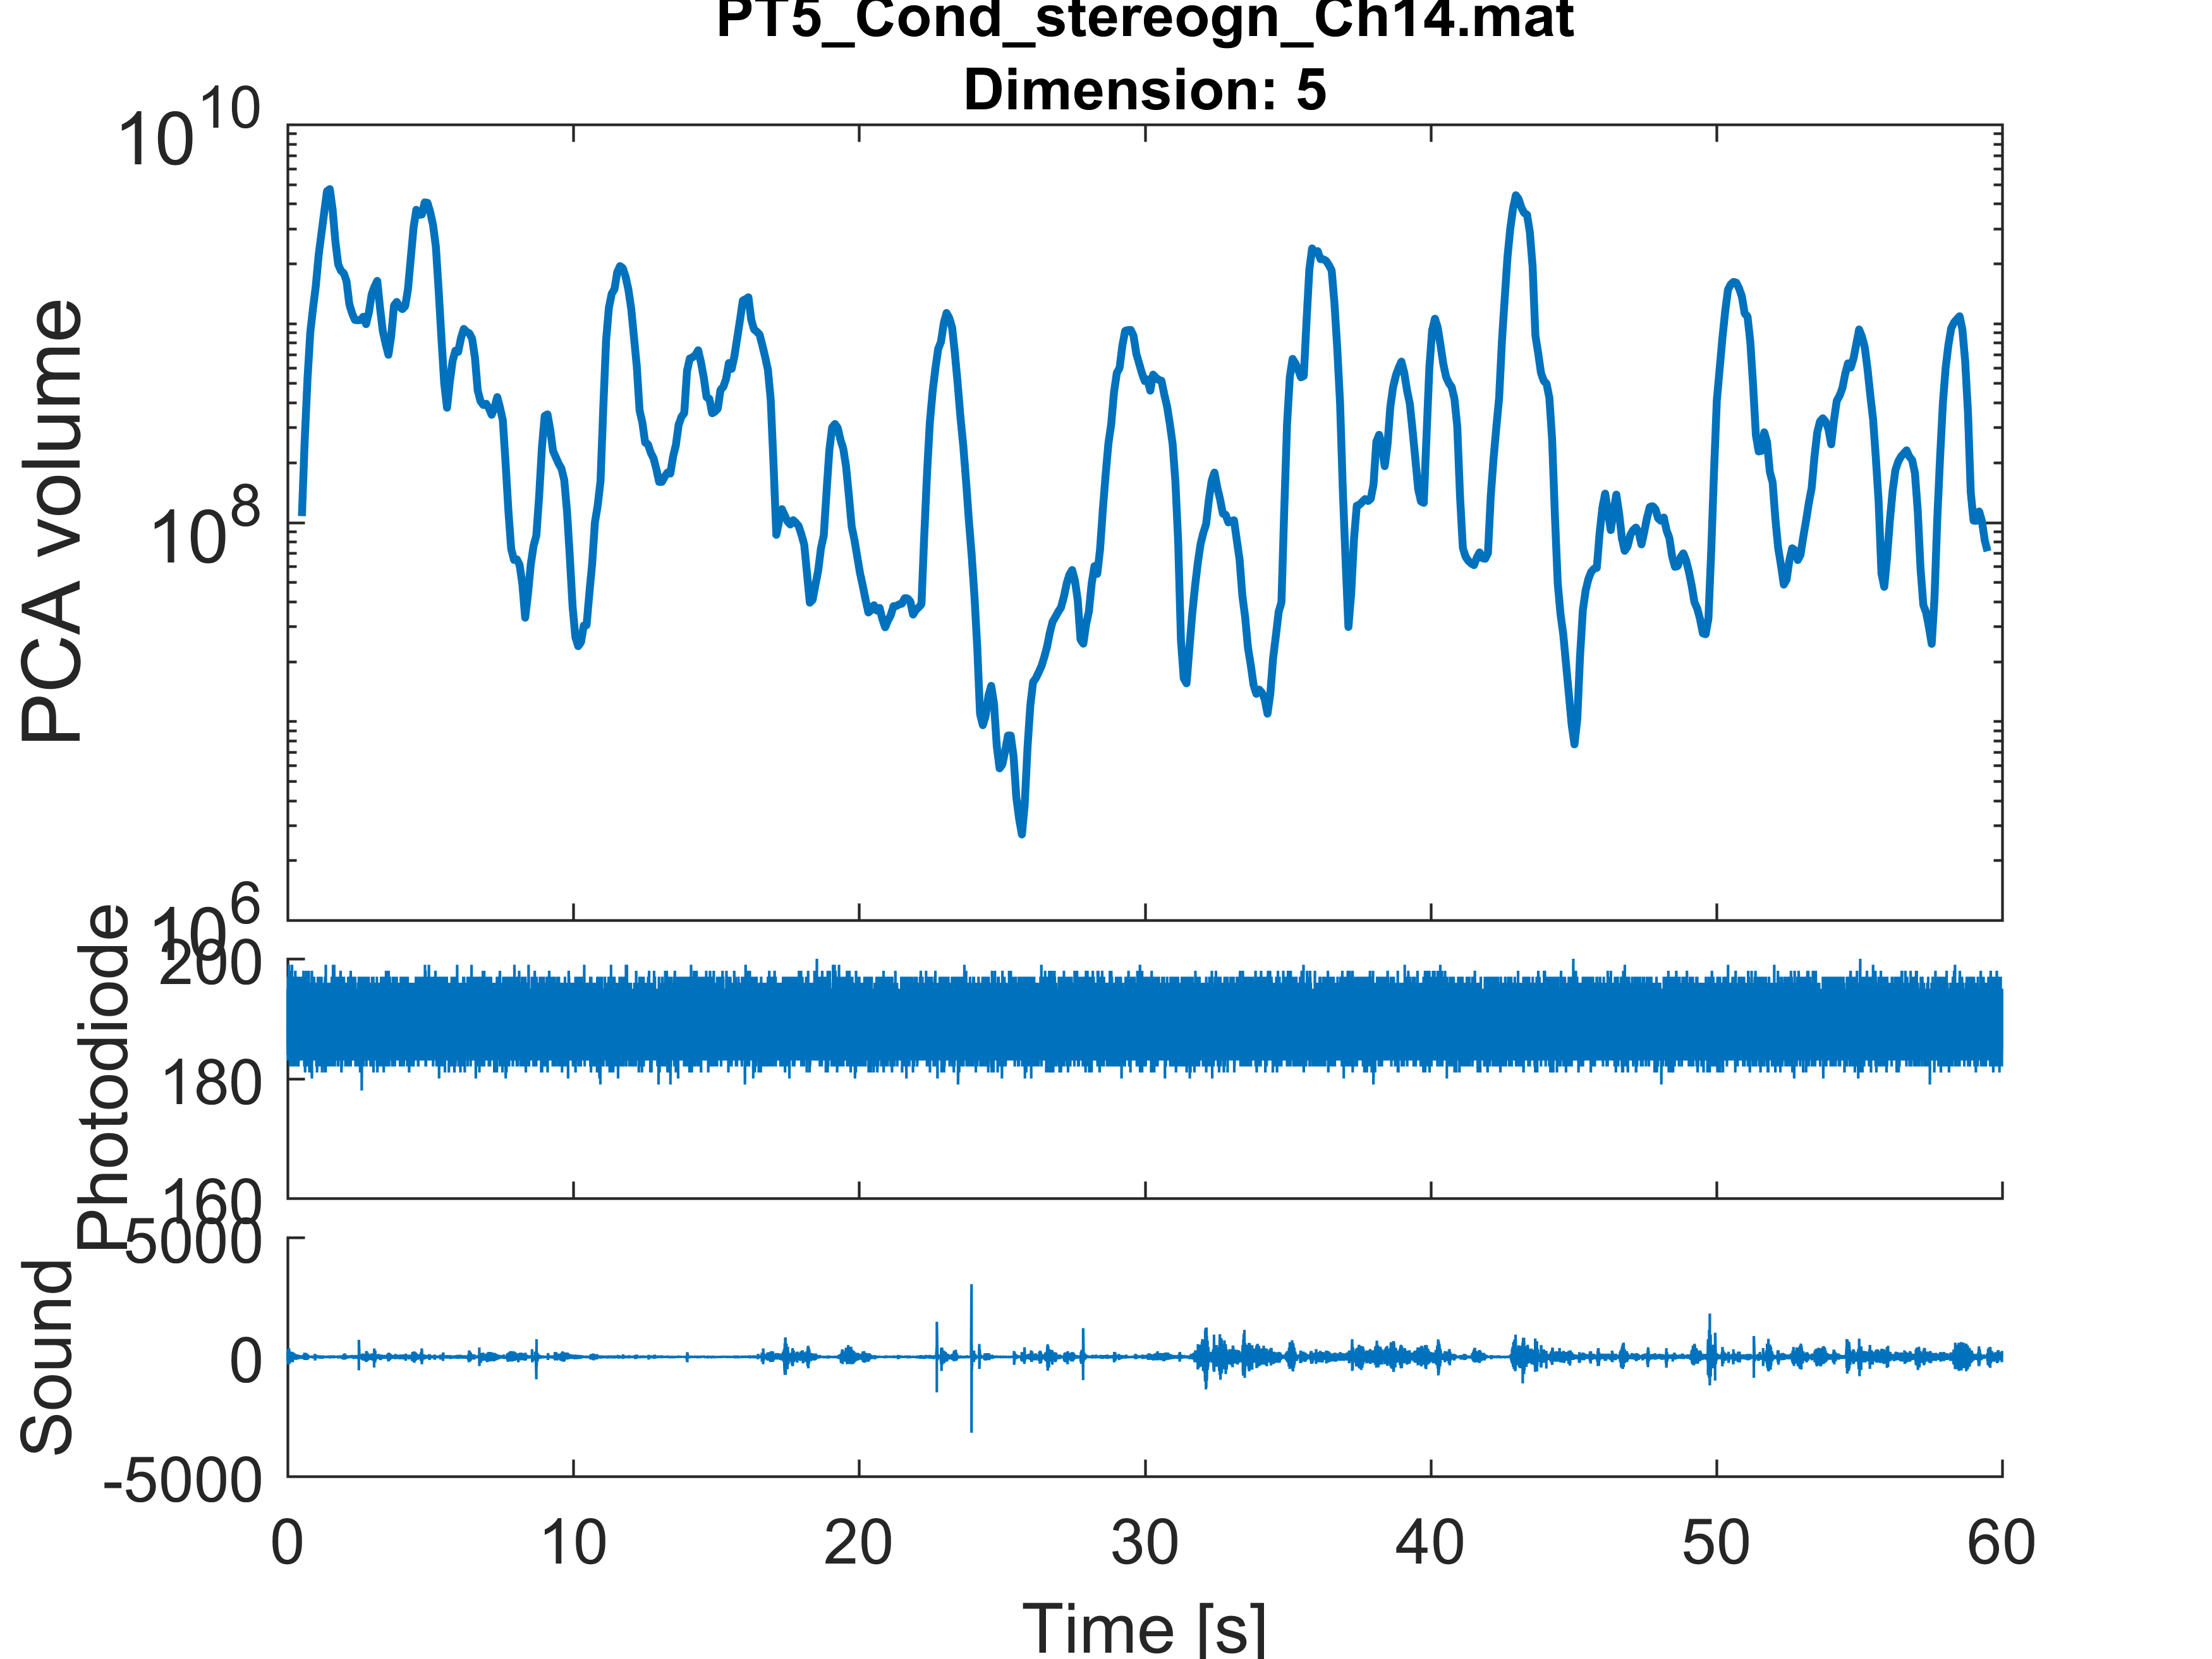 PT5_Cond_stereogn_Ch14.mat
Dimension: 5
10^10
10^8
10^6
PCA volume
200
180
160
Photodiode
5000
0
-5000
Sound
0 10 20 30 40 50 60
Time [s]